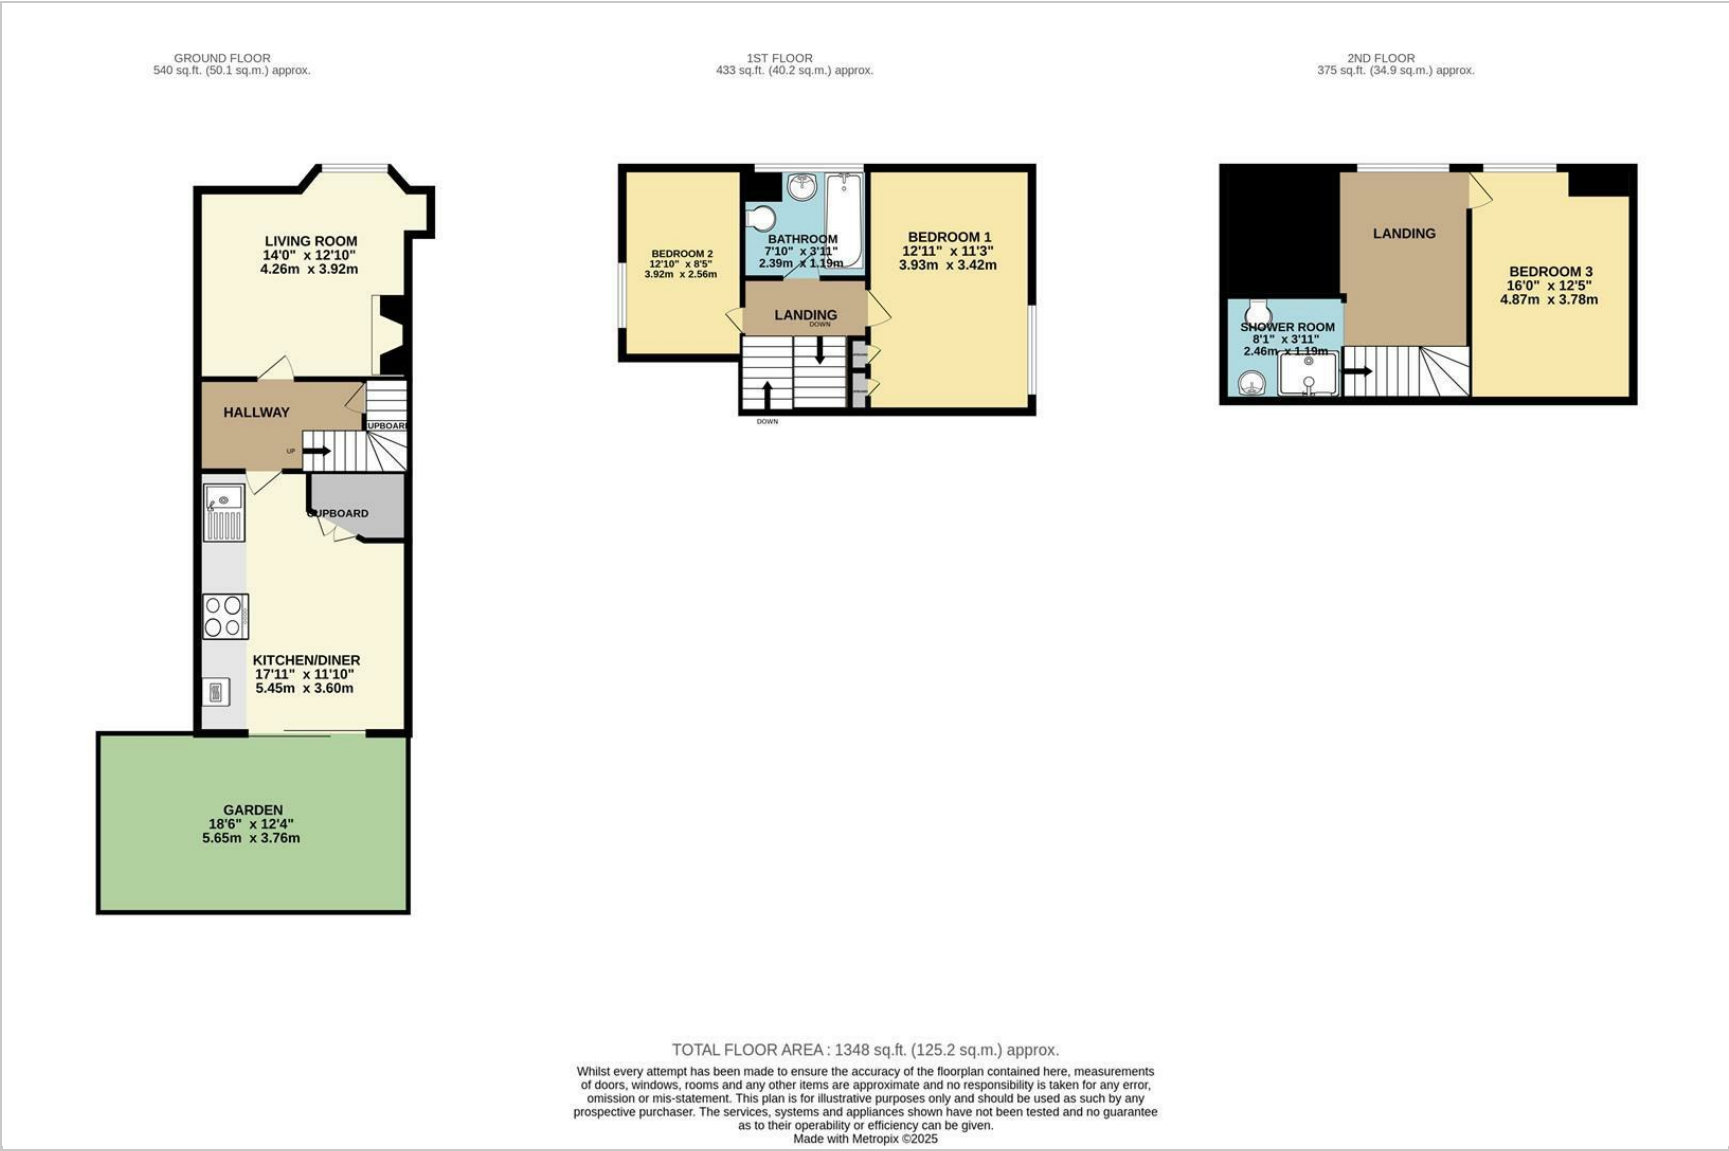 GROUND FLOOR
540 sq.ft. (50.1 sq.m.) approx.
1ST FLOOR
433 sq.ft. (40.2 sq.m.) approx.
2ND FLOOR
375 sq.ft. (34.9 sq.m.) approx.
LIVING ROOM
14'0" x 12'10"
4.26m x 3.92m
HALLWAY
UP
UPBOAR
CUPBOARD
KITCHEN/DINER
17'11" x 11'10"
5.45m x 3.60m
GARDEN
18'6" x 12'4"
5.65m x 3.76m
BEDROOM 2
12'10" x 8'5"
3.92m x 2.56m
BATHROOM
7'10" x 3'11"
2.39m x 1.19m
BEDROOM 1
12'11" x 11'3"
3.93m x 3.42m
LANDING
DOWN
DOWN
LANDING
BEDROOM 3
16'0" x 12'5"
4.87m x 3.78m
SHOWER ROOM
8'1" x 3'11"
2.46m x 1.19m
TOTAL FLOOR AREA : 1348 sq.ft. (125.2 sq.m.) approx.
Whilst every attempt has been made to ensure the accuracy of the floorplan contained here, measurements
of doors, windows, rooms and any other items are approximate and no responsibility is taken for any error,
omission or mis-statement. This plan is for illustrative purposes only and should be used as such by any
prospective purchaser. The services, systems and appliances shown have not been tested and no guarantee
as to their operability or efficiency can be given.
Made with Metropix ©2025